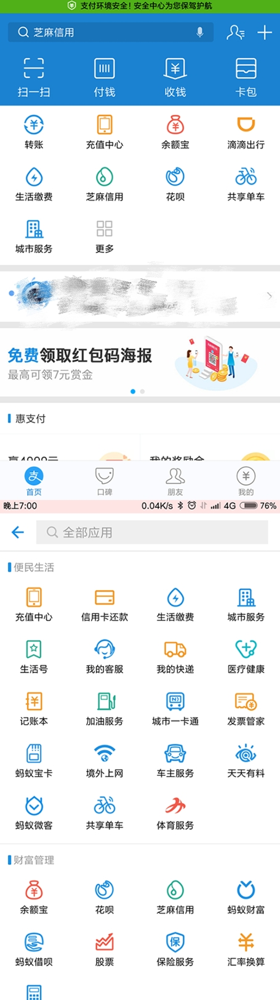 支付环境安全！安全中心为您保驾护航
芝麻信用
扫一扫 付钱 收钱 卡包
转账 充值中心 余额宝 滴滴出行
生活缴费 芝麻信用 花呗 共享单车
城市服务 更多
免费领取红包码海报
最高可领7元赏金
惠支付
首页 口碑 朋友 我的
晚上7:00 0.04K/s 4G 76%
全部应用
便民生活
充值中心 信用卡还款 生活缴费 城市服务
生活号 我的客服 我的快递 医疗健康
记账本 加油服务 城市一卡通 发票管家
蚂蚁宝卡 境外上网 车主服务 天天有料
蚂蚁微客 共享单车 体育服务
财富管理
余额宝 花呗 芝麻信用 蚂蚁财富
蚂蚁借呗 股票 保险服务 汇率换算